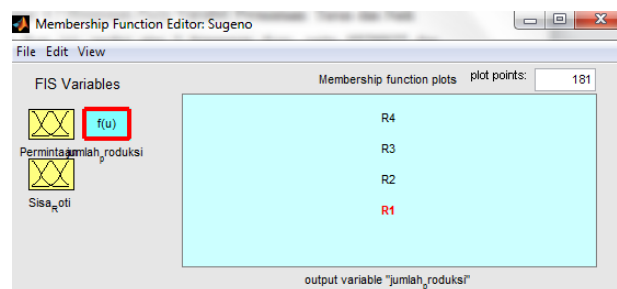 Membership Function Editor: Sugeno
File Edit View
FIS Variables
Membership function plots plot points: 181
f(u)
R4
R3
R2
R1
jumlah_produksi
Sisa_Roti
output variable "jumlah_produksi"